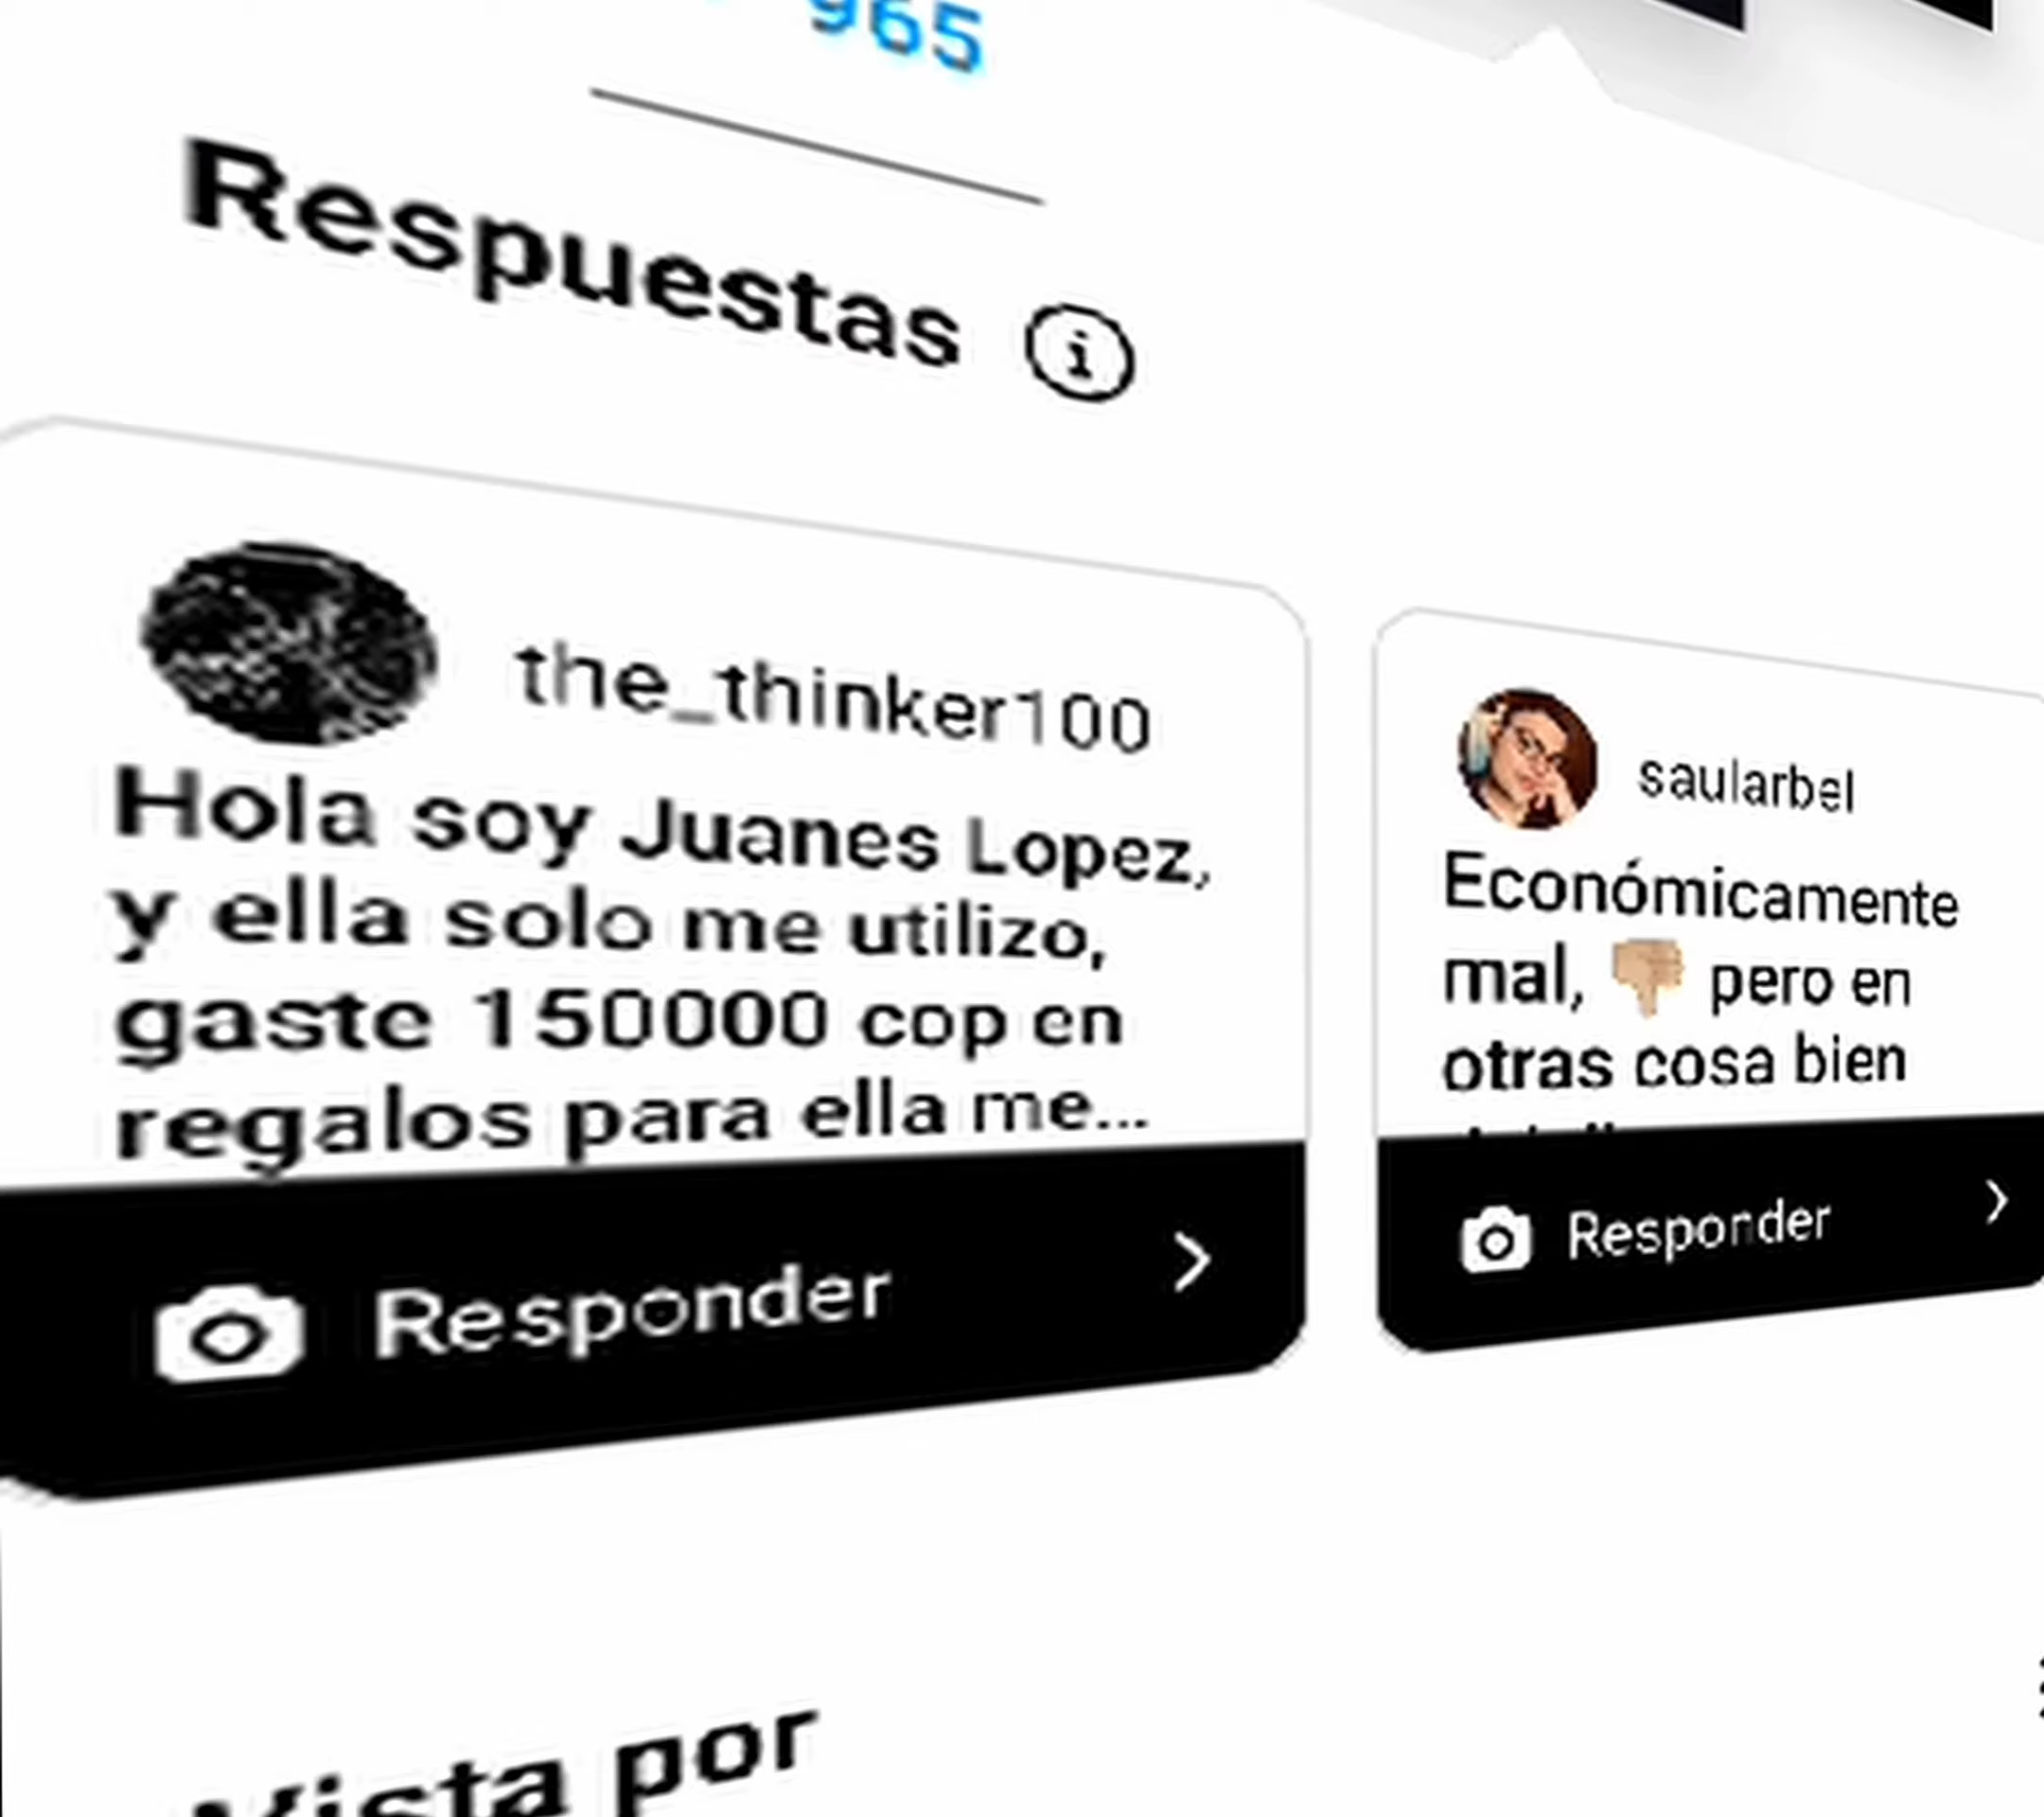 965
Respuestas
the_thinker100
Hola soy Juanes Lopez,
y ella solo me utilizo,
gaste 150000 cop en
regalos para ella me...
Responder
saularbel
Económicamente
mal, 👎🏼 pero en
otras cosa bien
Responder
Vista por